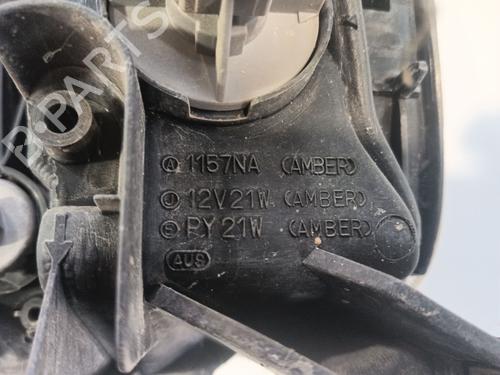 Ⓐ 1157NA (AMBER)
Ⓙ 12V21W (AMBER)
Ⓒ PY21W (AMBER)
AUS
B-PARTS